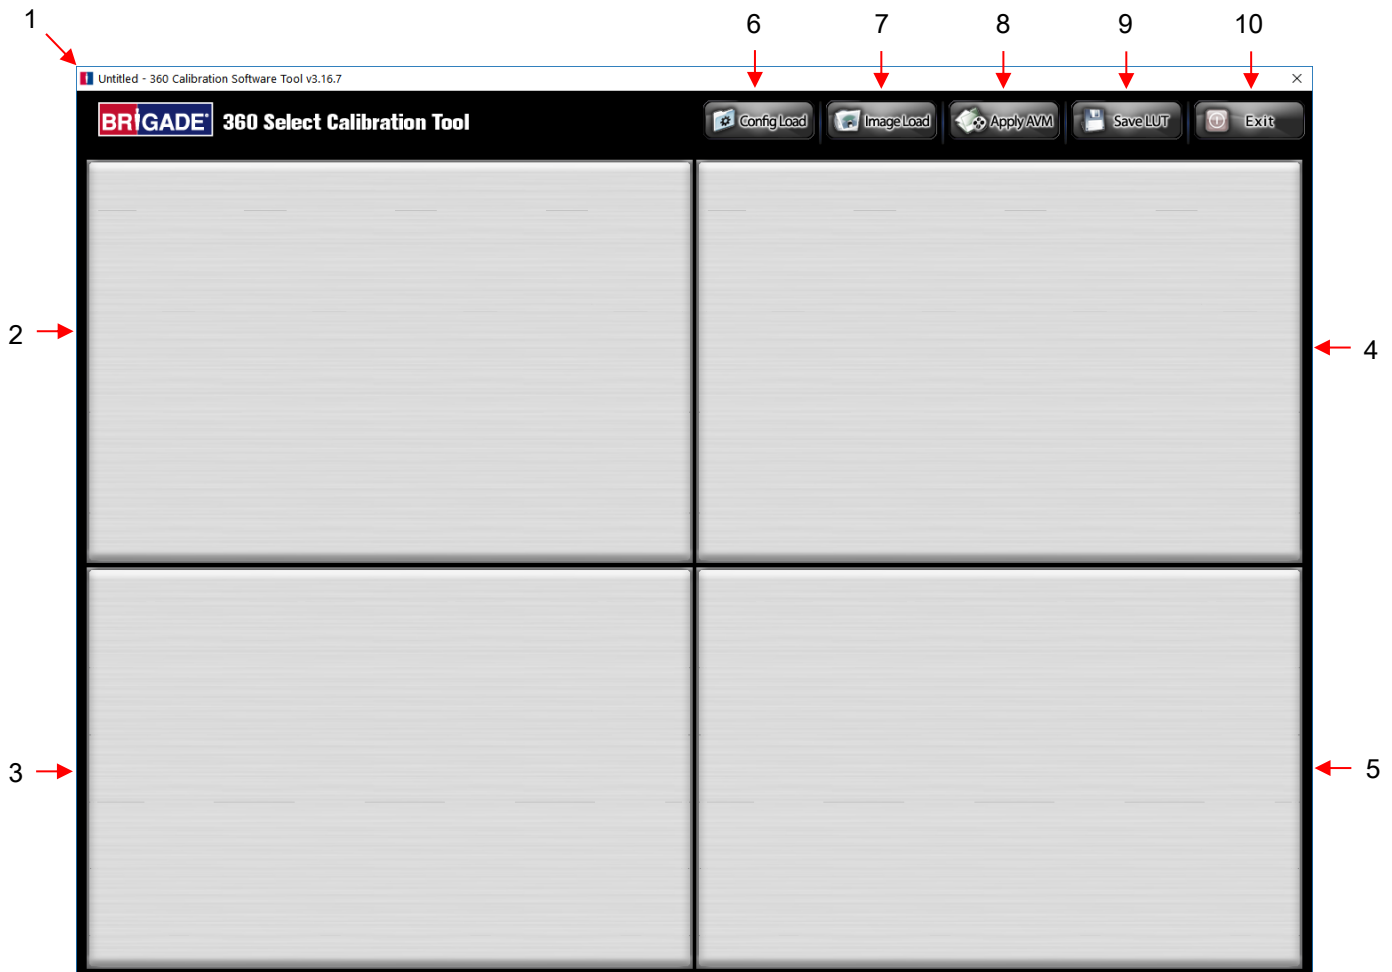 1 6 7 8 9 10
Untitled - 360 Calibration Software Tool v3.16.7
BRIGADE 360 Select Calibration Tool Config Load Image Load Apply AVM Save LUT Exit
2
4
3
5